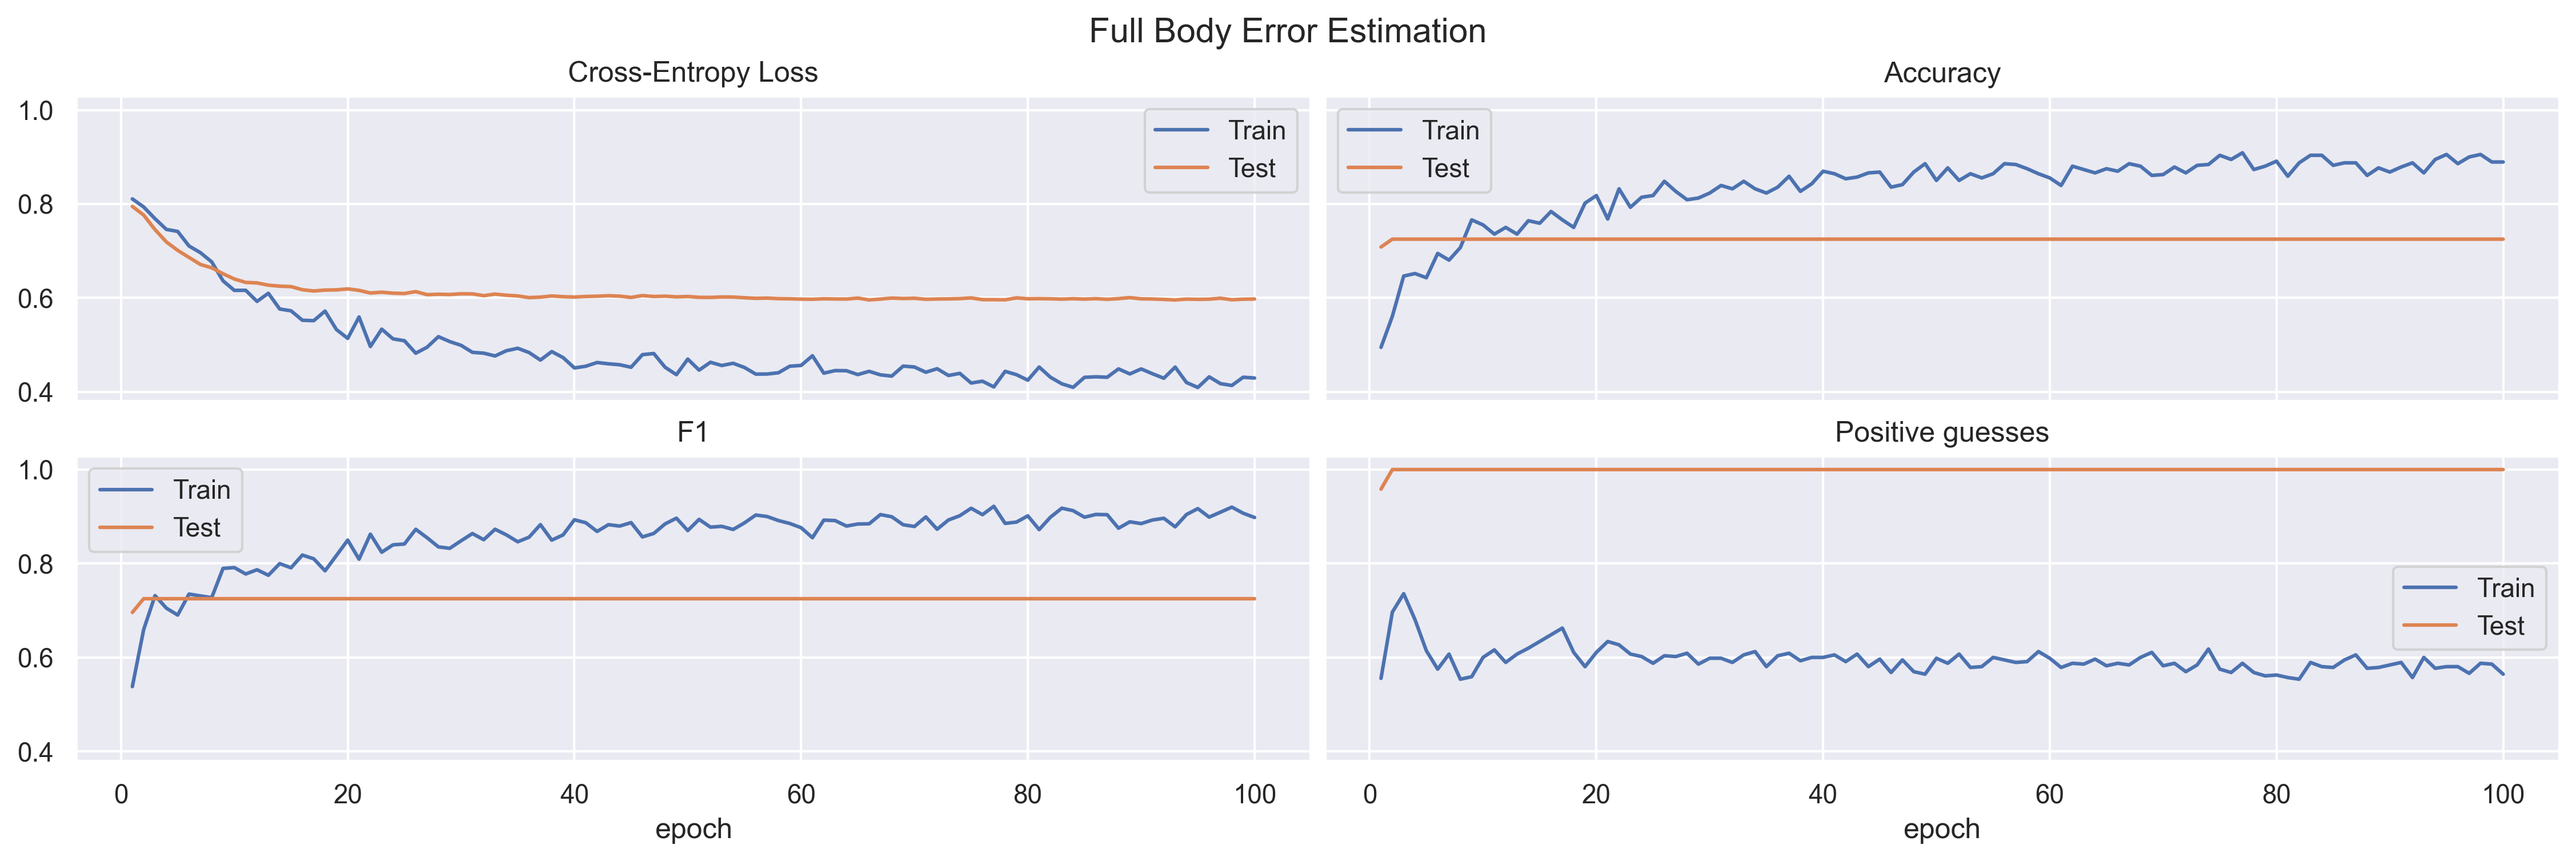 Full Body Error Estimation
Cross-Entropy Loss
1.0
0.8
0.6
0.4
Train
Test
Accuracy
Train
Test
F1
1.0
0.8
0.6
0.4
Train
Test
0 20 40 60 80 100
epoch
Positive guesses
Train
Test
0 20 40 60 80 100
epoch